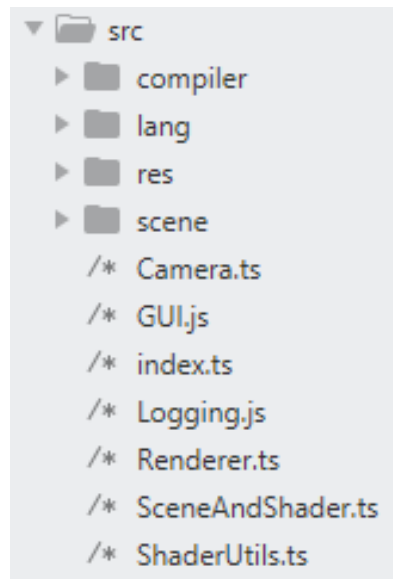 src
compiler
lang
res
scene
/* Camera.ts
/* GUI.js
/* index.ts
/* Logging.js
/* Renderer.ts
/* SceneAndShader.ts
/* ShaderUtils.ts